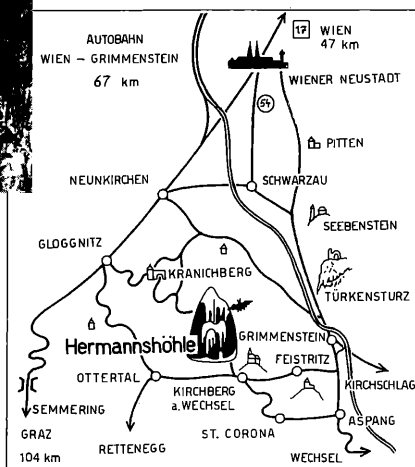 AUTOBAHN
WIEN – GRIMMENSTEIN
67 km
17 WIEN
47 km
WIENER NEUSTADT
54
PITTEN
NEUNKIRCHEN
SCHWARZAU
SEEBENSTEIN
GLOGGNITZ
KRANICHBERG
TÜRKENSTURZ
Hermannshöhle
GRIMMENSTEIN
FEISTRITZ
OTTERTAL
KIRCHBERG
a. WECHSEL
KIRCHSCHLAG
SEMMERING
ASPANG
GRAZ
RETTENEGG
ST. CORONA
104 km
WECHSEL